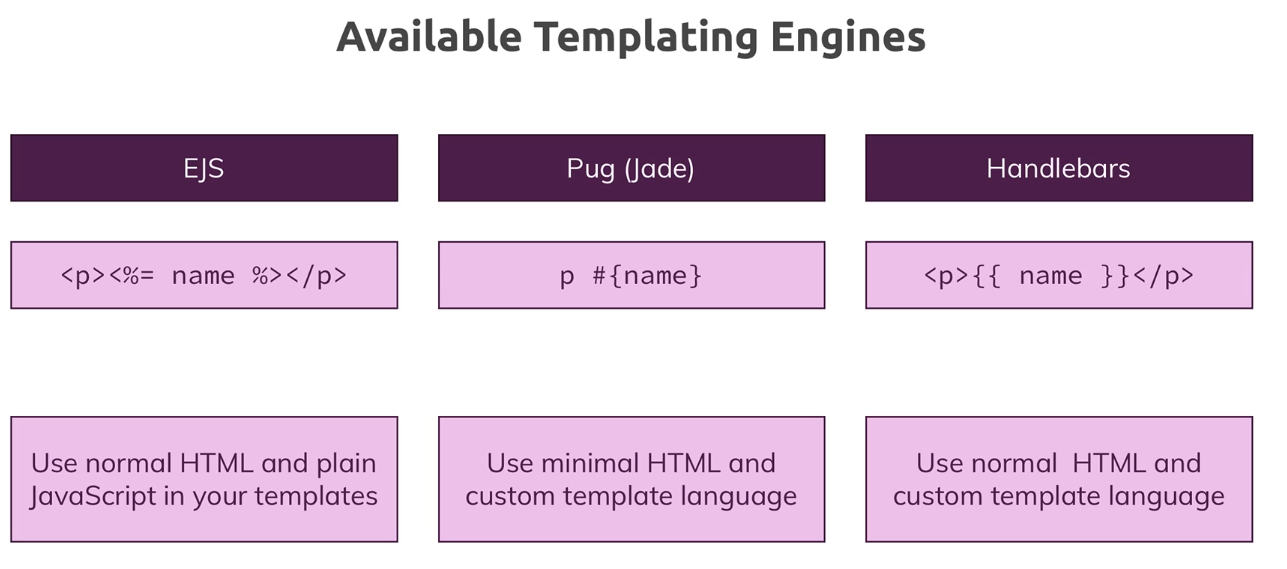 Available Templating Engines
EJS
Pug (Jade)
Handlebars
<p><%= name %></p>
p #{name}
<p>{{ name }}</p>
Use normal HTML and plain
JavaScript in your templates
Use minimal HTML and
custom template language
Use normal  HTML and
custom template language